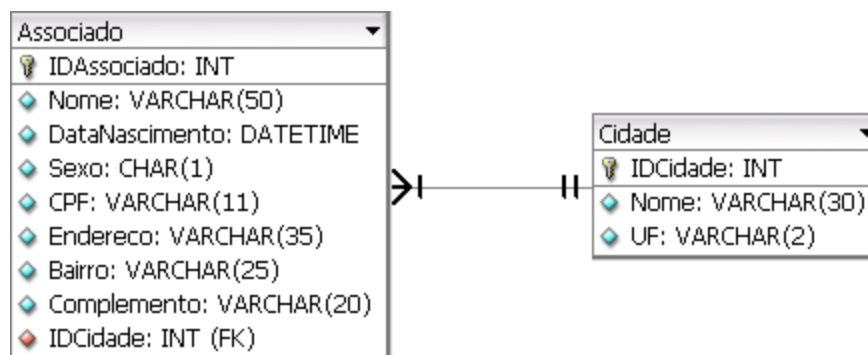 Associado
IDAssociado: INT
Nome: VARCHAR(50)
DataNascimento: DATETIME
Sexo: CHAR(1)
CPF: VARCHAR(11)
Endereco: VARCHAR(35)
Bairro: VARCHAR(25)
Complemento: VARCHAR(20)
IDCidade: INT (FK)
Cidade
IDCidade: INT
Nome: VARCHAR(30)
UF: VARCHAR(2)